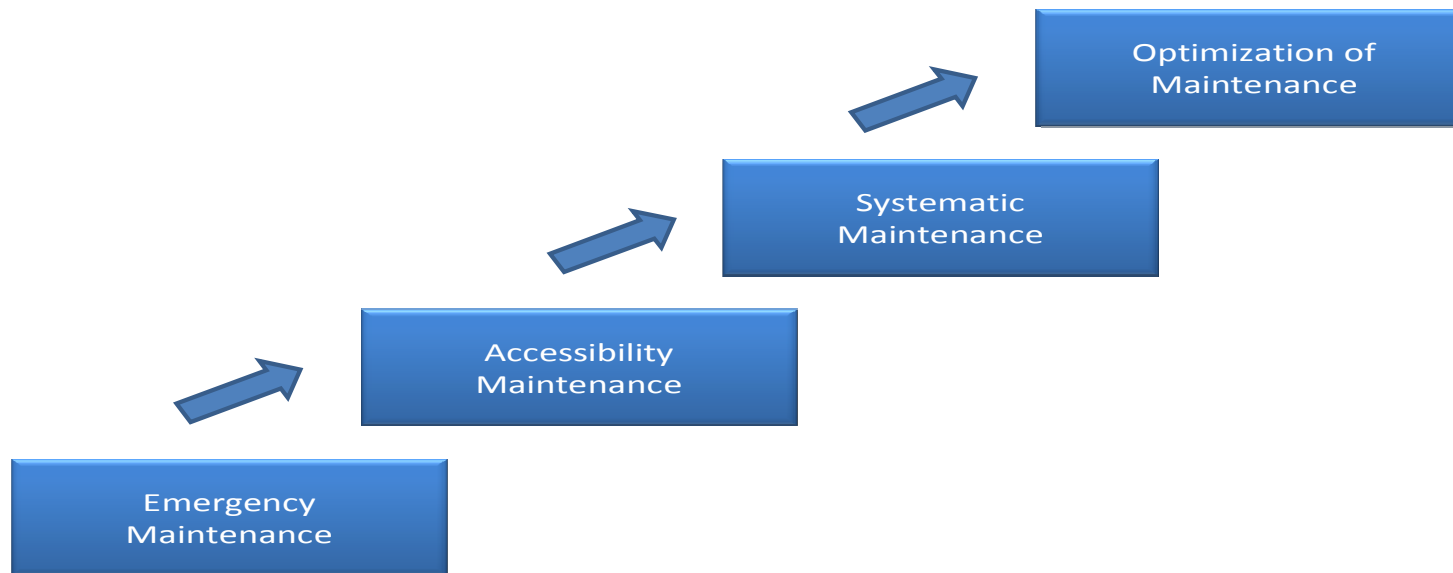 Optimization of
Maintenance
Systematic
Maintenance
Accessibility
Maintenance
Emergency
Maintenance